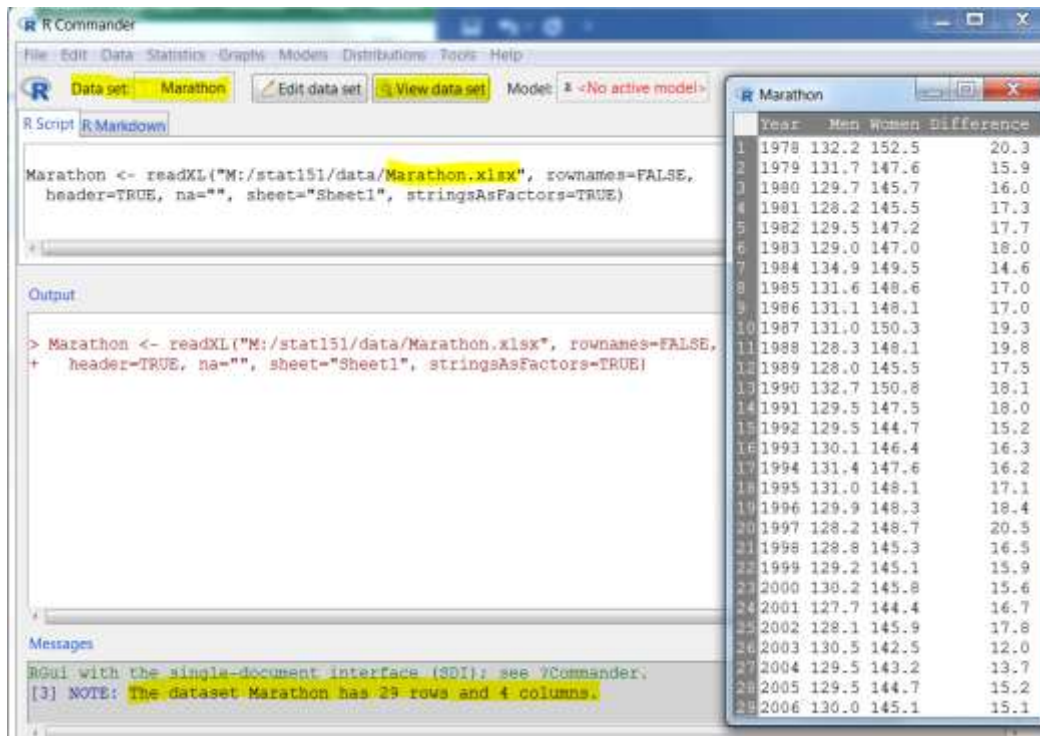 R Commander
File Edit Data Statistics Graphs Models Distributions Tools Help
Data set: Marathon Edit data set View data set Model: Σ <No active model>
R Script R Markdown
Marathon <- readXL("M:/stat151/data/Marathon.xlsx", rownames=FALSE,
header=TRUE, na="", sheet="Sheet1", stringsAsFactors=TRUE)
Output
> Marathon <- readXL("M:/stat151/data/Marathon.xlsx", rownames=FALSE,
+ header=TRUE, na="", sheet="Sheet1", stringsAsFactors=TRUE)
Messages
RGui with the single-document interface (SDI); see ?Commander.
[3] NOTE: The dataset Marathon has 29 rows and 4 columns.
Marathon
Year Men Women Difference
1 1978 132.2 152.5 20.3
2 1979 131.7 147.6 15.9
3 1980 129.7 145.7 16.0
4 1981 128.2 145.5 17.3
5 1982 129.5 147.2 17.7
6 1983 129.0 147.0 18.0
7 1984 134.9 149.5 14.6
8 1985 131.6 148.6 17.0
9 1986 131.1 148.1 17.0
10 1987 131.0 150.3 19.3
11 1988 128.3 148.1 19.8
12 1989 128.0 145.5 17.5
13 1990 132.7 150.8 18.1
14 1991 129.5 147.5 18.0
15 1992 129.5 144.7 15.2
16 1993 130.1 146.4 16.3
17 1994 131.4 147.6 16.2
18 1995 131.0 148.1 17.1
19 1996 129.9 148.3 18.4
20 1997 128.2 148.7 20.5
21 1998 128.8 145.3 16.5
22 1999 129.2 145.1 15.9
23 2000 130.2 145.8 15.6
24 2001 127.7 144.4 16.7
25 2002 128.1 145.9 17.8
26 2003 130.5 142.5 12.0
27 2004 129.5 143.2 13.7
28 2005 129.5 144.7 15.2
29 2006 130.0 145.1 15.1